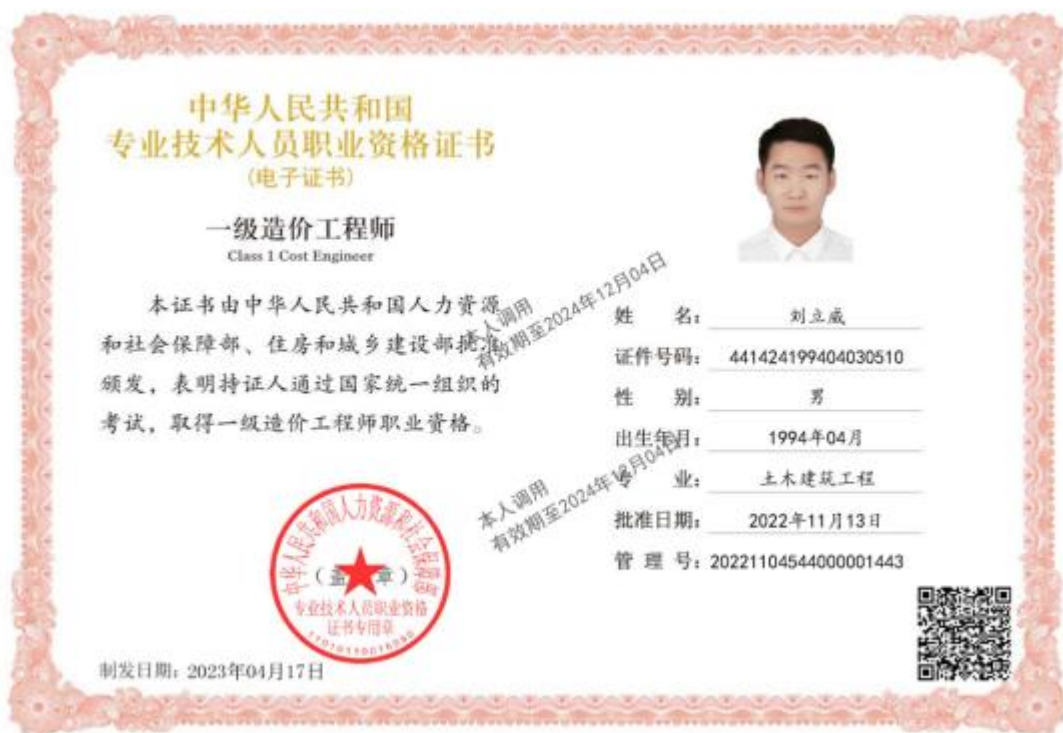 中华人民共和国
专业技术人员职业资格证书
(电子证书)
一级造价工程师
Class 1 Cost Engineer
本证书由中华人民共和国人力资源
和社会保障部、住房和城乡建设部批准
颁发，表明持证人通过国家统一组织的
考试，取得一级造价工程师职业资格。
中华人民共和国人力资源和社会保障部
(盖章)
专业技术人员职业资格
证书专用章
制发日期：2023年04月17日
本人调用
有效期至2024年12月04日
本人调用
有效期至2024年12月04日
姓名：刘立威
证件号码：441424199404030510
性别：男
出生年月：1994年04月
专业：土木建筑工程
批准日期：2022年11月13日
管理号：20221104544000001443